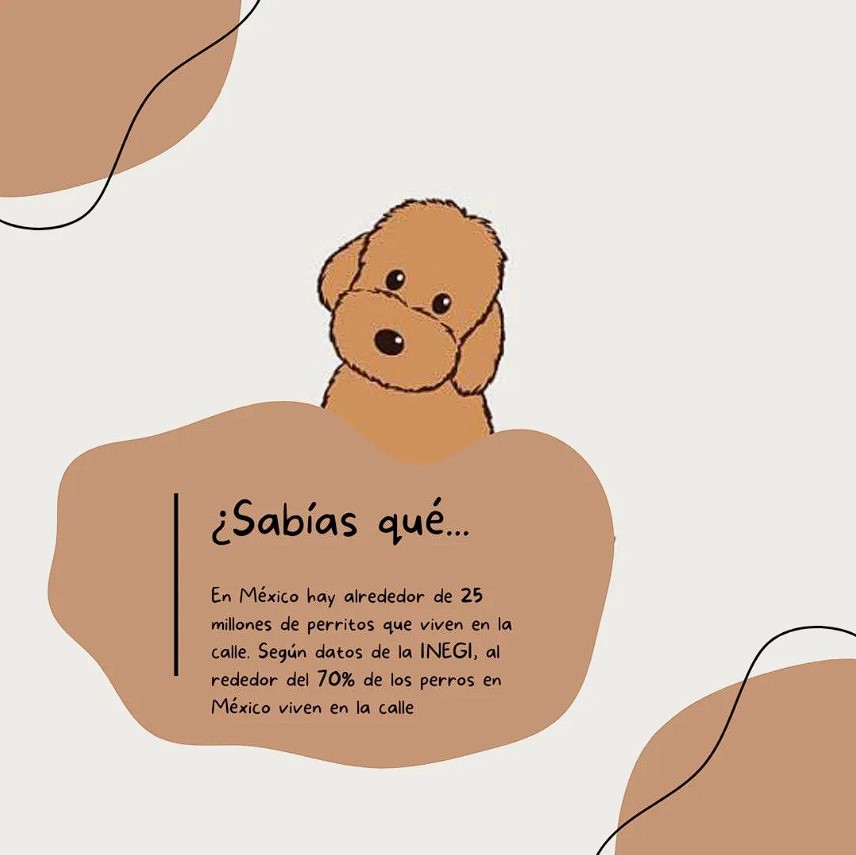 ¿Sabías qué...
En México hay alrededor de 25
millones de perritos que viven en la
calle. Según datos de la INEGI, al
rededor del 70% de los perros en
México viven en la calle